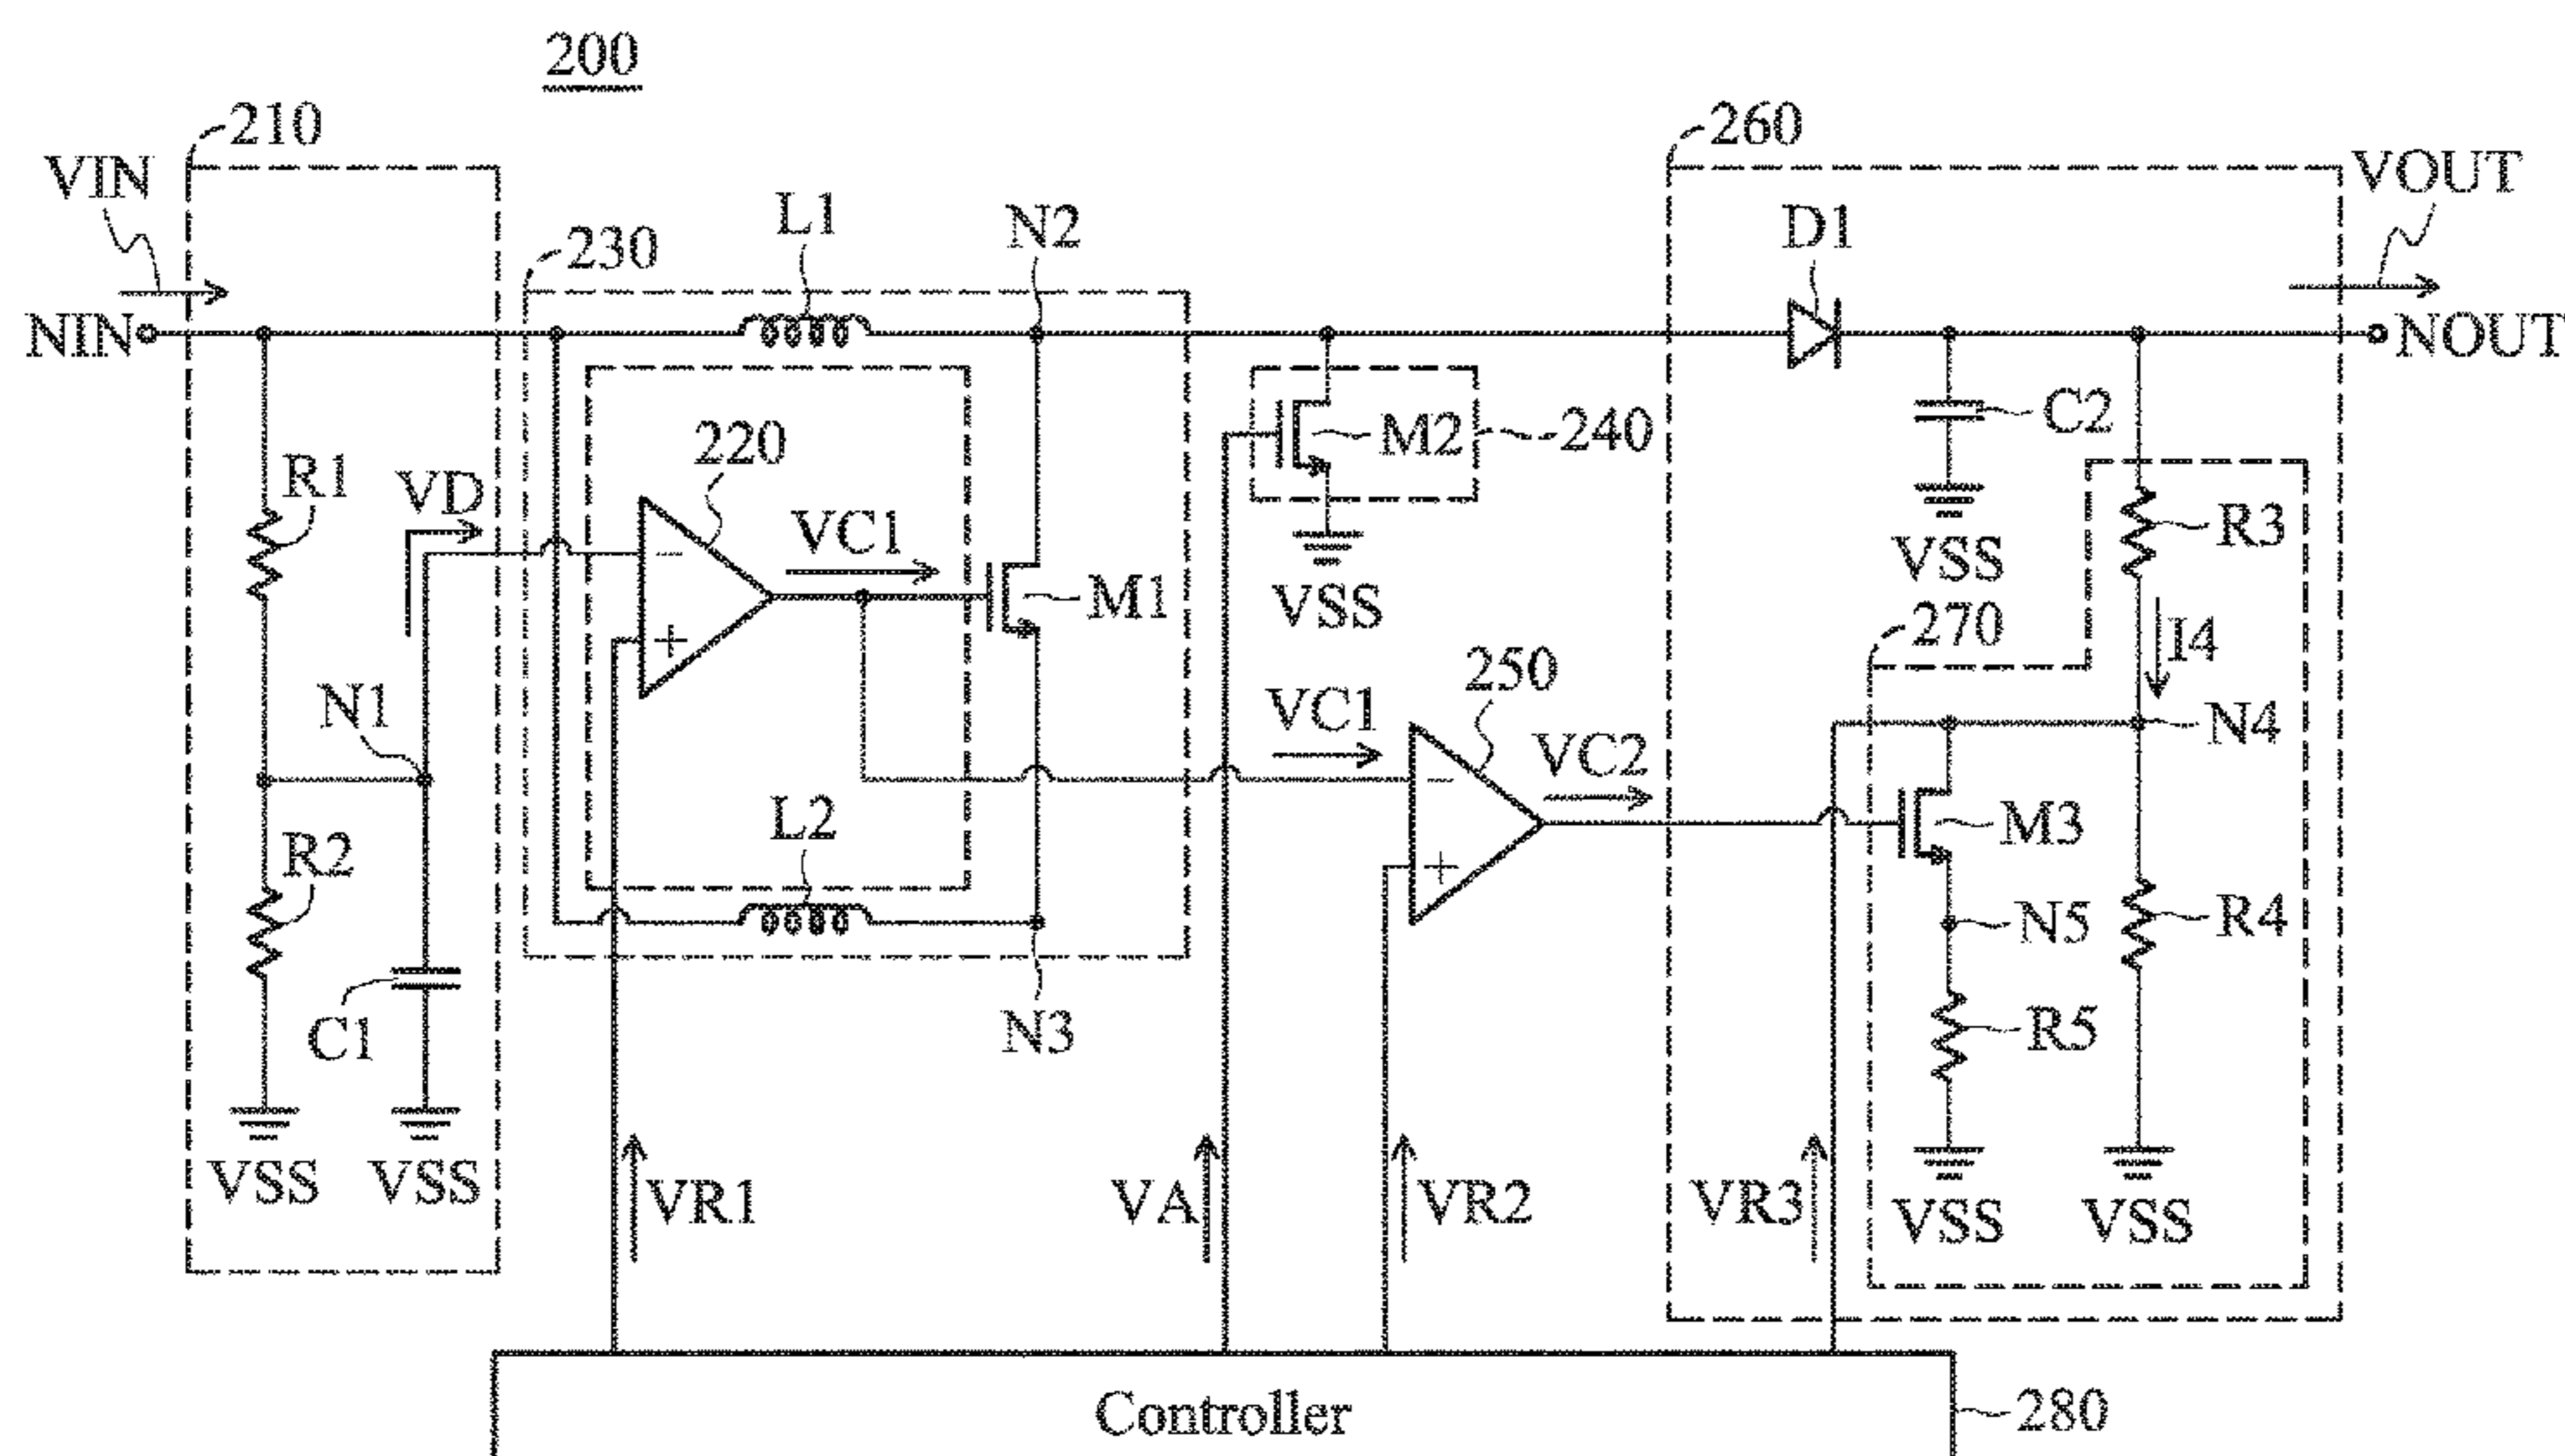 200
210
260
VIN
VOUT
230
L1
N2
D1
NIN
NOUT
220
M2
240
C2
R1
VD
VC1
R3
M1
VSS
VSS
270
I4
N1
VC1
250
VC2
N4
L2
M3
R2
N5
R4
C1
N3
R5
VSS
VSS
VR1
VA
VR2
VR3
VSS
VSS
Controller
280